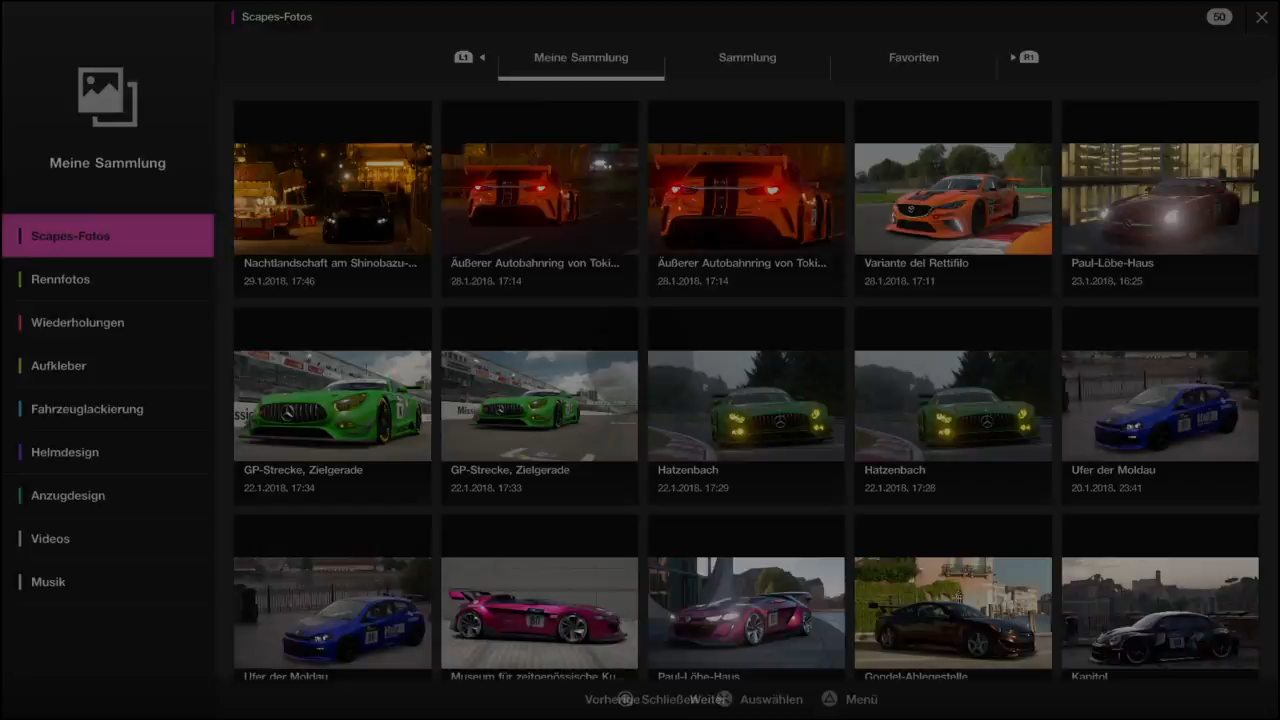 Scapes-Fotos
50
L1
Meine Sammlung
Sammlung
Favoriten
R1
Meine Sammlung
Scapes-Fotos
Rennfotos
Wiederholungen
Aufkleber
Fahrzeuglackierung
Helmdesign
Anzugdesign
Videos
Musik
Nachtlandschaft am Shinobazu-...
29.1.2018, 17:46
Äußerer Autobahnring von Toki...
28.1.2018, 17:14
Äußerer Autobahnring von Toki...
28.1.2018, 17:14
Variante del Rettifilo
28.1.2018, 17:11
Paul-Löbe-Haus
23.1.2018, 16:25
GP-Strecke, Zielgerade
22.1.2018, 17:34
GP-Strecke, Zielgerade
22.1.2018, 17:33
Hatzenbach
22.1.2018, 17:29
Hatzenbach
22.1.2018, 17:26
Ufer der Moldau
20.1.2018, 23:41
Ufer der Moldau
Museum für zeitgenössische Ku...
Paul-Löbe-Haus
Gondel-Ablegestelle
Kapitol
Vorherige Schließen Weiter Auswählen Menü